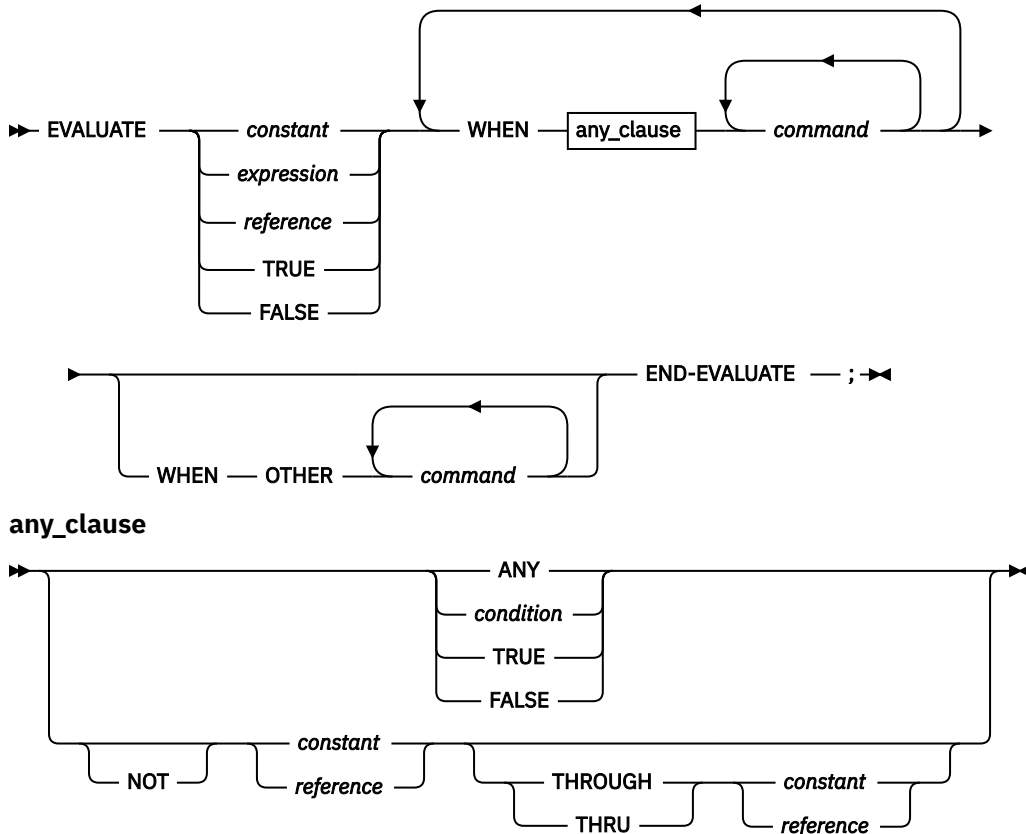 EVALUATE constant WHEN any_clause command
expression
reference
TRUE
FALSE
END-EVALUATE ;
WHEN OTHER command
any_clause
ANY
condition
TRUE
FALSE
constant
NOT reference
THROUGH constant
THRU reference